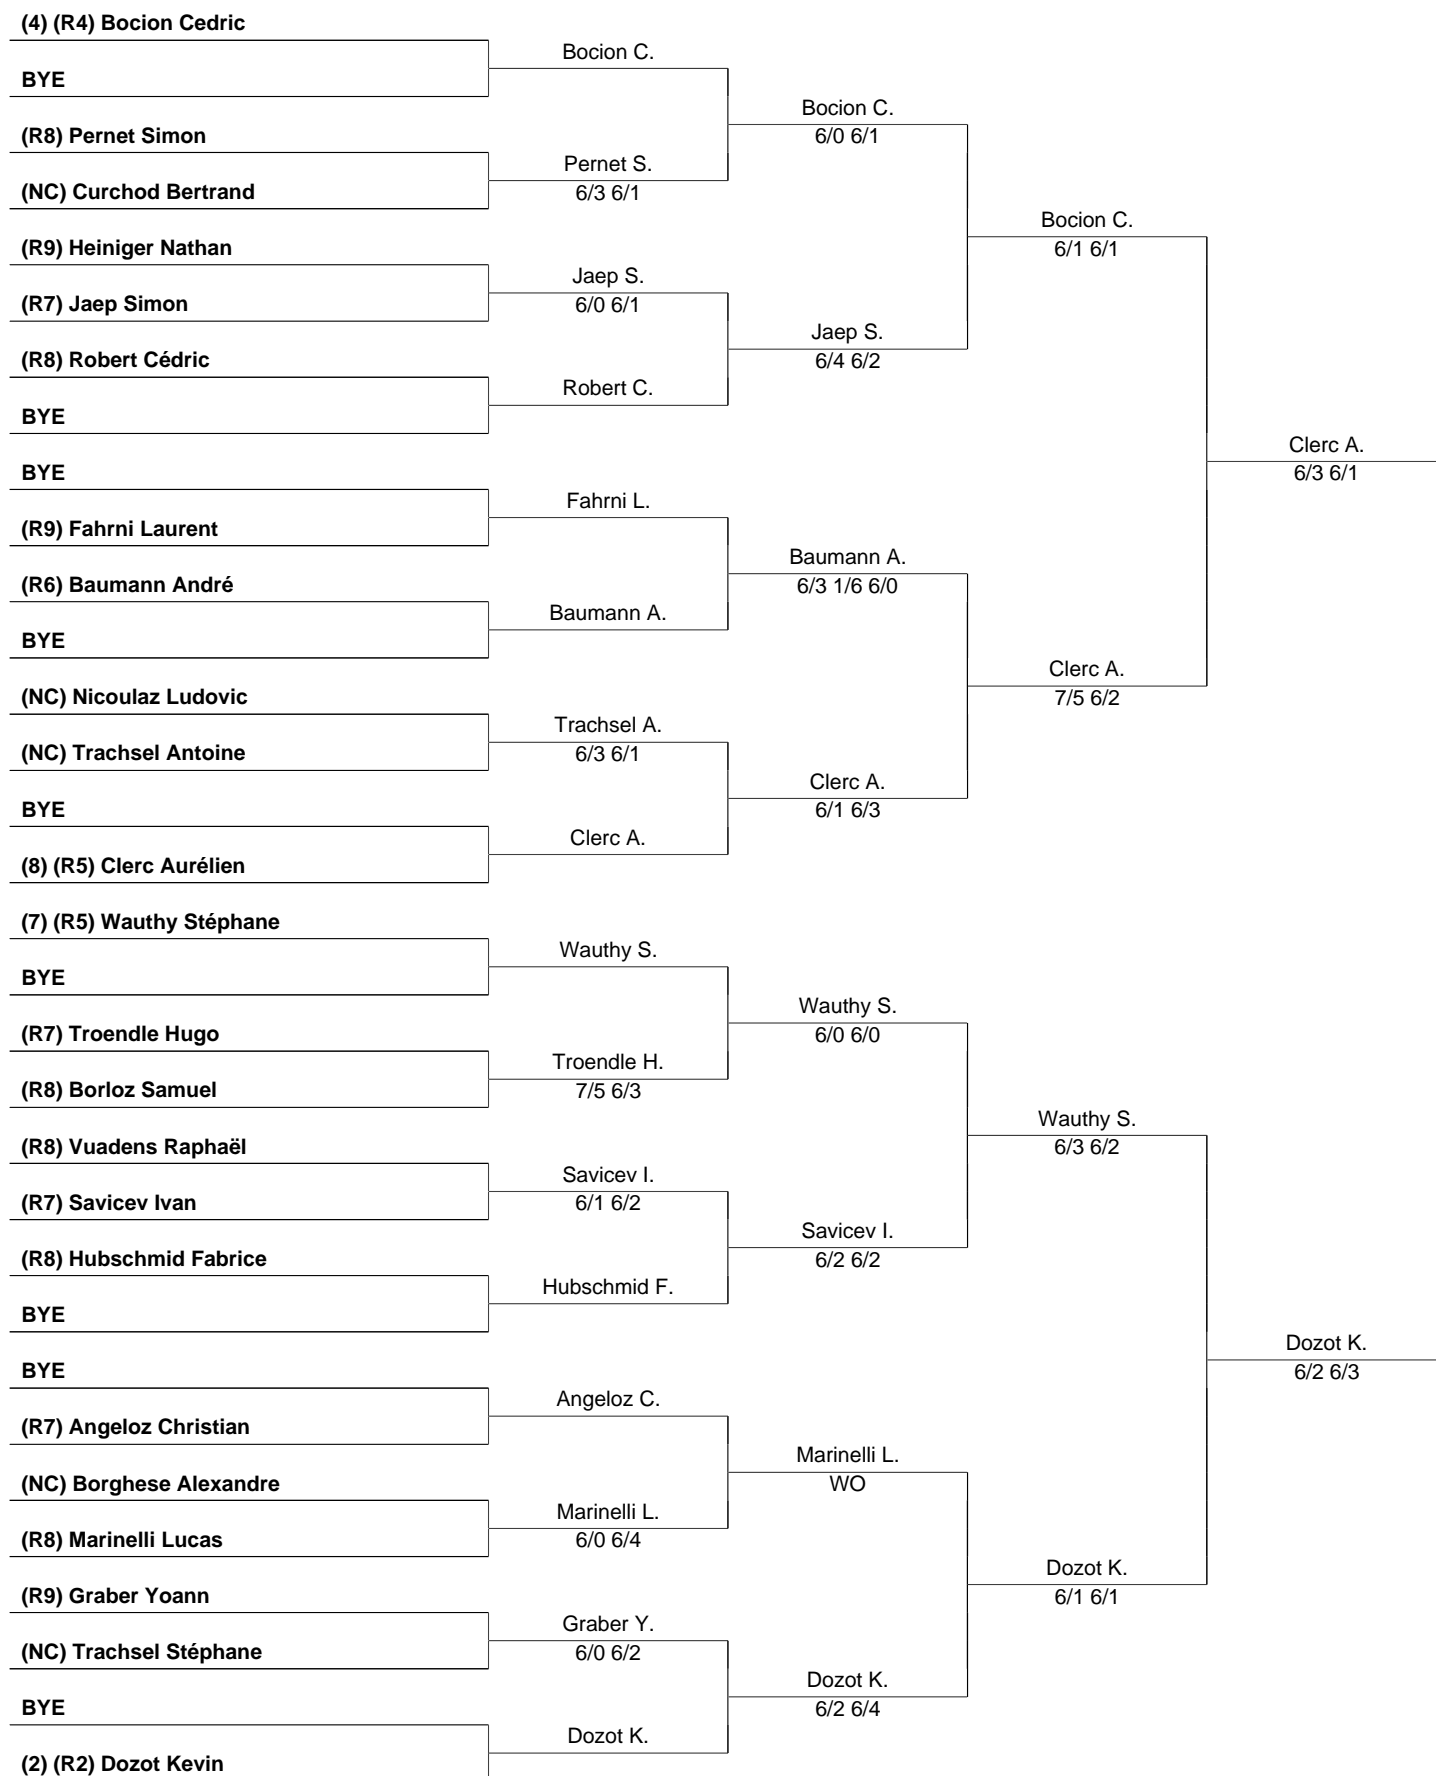 (4) (R4) Bocion Cedric
Bocion C.
BYE
Bocion C.
6/0 6/1
(R8) Pernet Simon
Pernet S.
6/3 6/1
(NC) Curchod Bertrand
Bocion C.
6/1 6/1
(R9) Heiniger Nathan
Jaep S.
6/0 6/1
(R7) Jaep Simon
Jaep S.
6/4 6/2
(R8) Robert Cédric
Robert C.
BYE
Clerc A.
6/3 6/1
BYE
Fahrni L.
(R9) Fahrni Laurent
Baumann A.
6/3 1/6 6/0
(R6) Baumann André
Baumann A.
BYE
Clerc A.
7/5 6/2
(NC) Nicoulaz Ludovic
Trachsel A.
6/3 6/1
(NC) Trachsel Antoine
Clerc A.
6/1 6/3
BYE
Clerc A.
(8) (R5) Clerc Aurélien
(7) (R5) Wauthy Stéphane
Wauthy S.
BYE
Wauthy S.
6/0 6/0
(R7) Troendle Hugo
Troendle H.
7/5 6/3
(R8) Borloz Samuel
Wauthy S.
6/3 6/2
(R8) Vuadens Raphaël
Savicev I.
6/1 6/2
(R7) Savicev Ivan
Savicev I.
6/2 6/2
(R8) Hubschmid Fabrice
Hubschmid F.
BYE
Dozot K.
6/2 6/3
BYE
Angeloz C.
(R7) Angeloz Christian
Marinelli L.
WO
(NC) Borghese Alexandre
Marinelli L.
6/0 6/4
(R8) Marinelli Lucas
Dozot K.
6/1 6/1
(R9) Graber Yoann
Graber Y.
6/0 6/2
(NC) Trachsel Stéphane
Dozot K.
6/2 6/4
BYE
Dozot K.
(2) (R2) Dozot Kevin